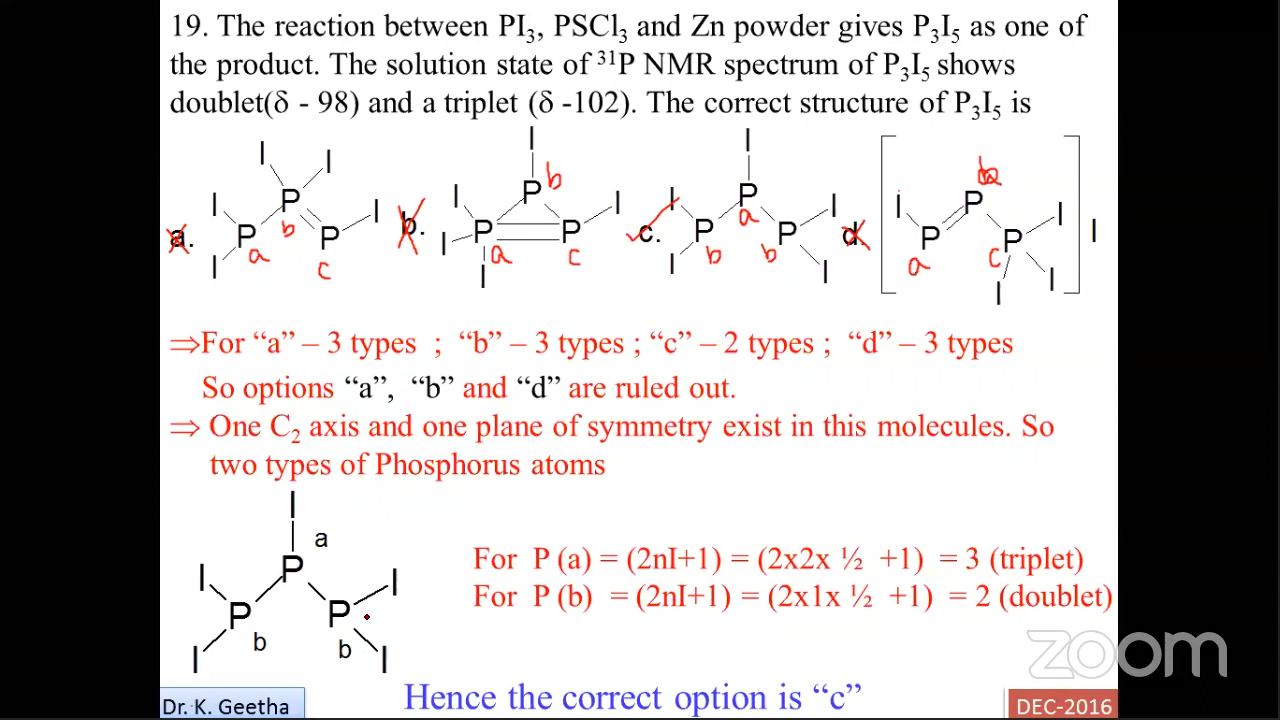 19. The reaction between PI₃, PSCl₃ and Zn powder gives P₃I₅ as one of
the product. The solution state of ³¹P NMR spectrum of P₃I₅ shows
doublet(δ - 98) and a triplet (δ -102). The correct structure of P₃I₅ is
a. I I I I P P P I a b c
b. I I I I P P P I a b c
c. I I I P P P I I b a b
d. [I P P P I I I] I a b c
⇒For “a” – 3 types ; “b” – 3 types ; “c” – 2 types ; “d” – 3 types
So options “a”, “b” and “d” are ruled out.
⇒ One C₂ axis and one plane of symmetry exist in this molecules. So
two types of Phosphorus atoms
I
a
P
I I
P P
b b
I I
For P (a) = (2nI+1) = (2x2x ½ +1) = 3 (triplet)
For P (b) = (2nI+1) = (2x1x ½ +1) = 2 (doublet)
zoom
Hence the correct option is “c”
Dr. K. Geetha
DEC-2016